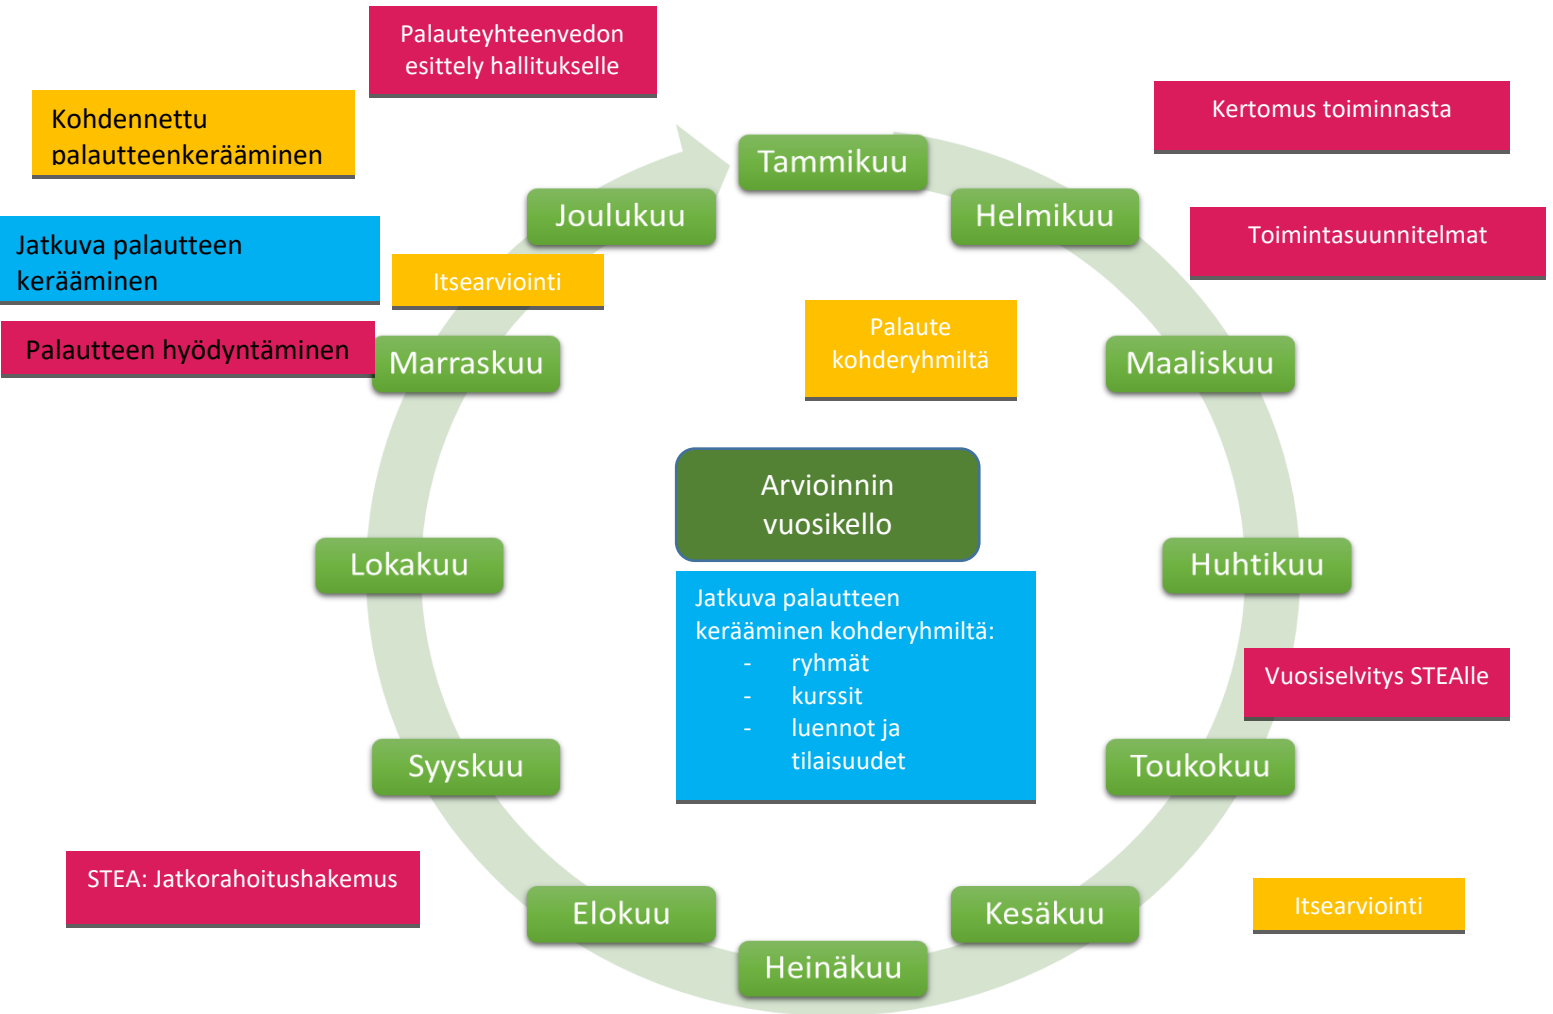 Palauteyhteenvedon
esittely hallitukselle
Kohdennettu
palautteenkerääminen
Kertomus toiminnasta
Tammikuu
Joulukuu
Helmikuu
Toimintasuunnitelmat
Jatkuva palautteen
kerääminen
Itsearviointi
Palaute
kohderyhmiltä
Palautteen hyödyntäminen
Marraskuu
Maaliskuu
Arvioinnin
vuosikello
Lokakuu
Huhtikuu
Jatkuva palautteen
kerääminen kohderyhmiltä:
- ryhmät
- kurssit
- luennot ja
tilaisuudet
Vuosiselvitys STEAlle
Syyskuu
Toukokuu
STEA: Jatkorahoitushakemus
Elokuu
Kesäkuu
Itsearviointi
Heinäkuu